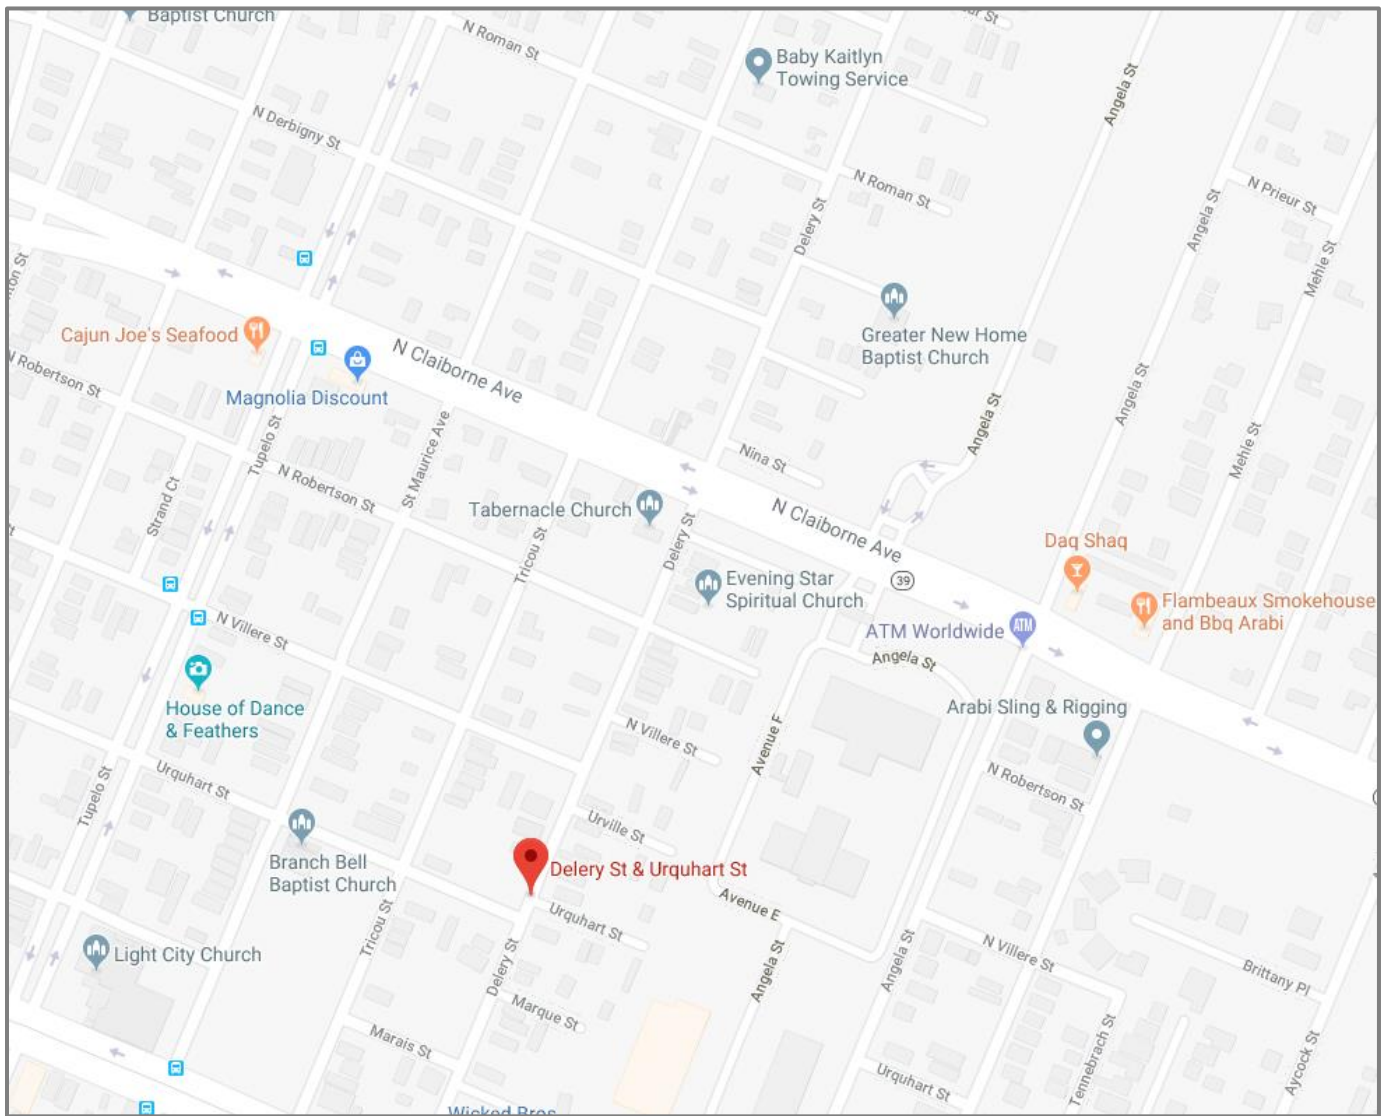 Baptist Church
N Roman St
Baby Kaitlyn
Towing Service
Angela St
N Derbigny St
N Roman St
N Prieur St
Delery St
Angela St
Mehle St
Cajun Joe's Seafood
Greater New Home
Baptist Church
N Robertson St
N Claiborne Ave
Magnolia Discount
Angela St
Angela St
Tupelo St
St Maurice Ave
Nina St
Mehle St
N Robertson St
Strand Ct
Tabernacle Church
N Claiborne Ave
Tricou St
Delery St
Daq Shaq
39
Evening Star
Spiritual Church
Flambeaux Smokehouse
and Bbq Arabi
ATM Worldwide
ATM
N Villere St
Angela St
House of Dance
& Feathers
Arabi Sling & Rigging
N Villere St
Avenue F
Urquhart St
Tupelo St
N Robertson St
Urville St
Branch Bell
Baptist Church
Delery St & Urquhart St
Avenue E
Urquhart St
Tricou St
Light City Church
Delery St
Angela St
Angela St
N Villere St
Brittany Pl
Marque St
Marais St
Tennebrach St
Aycock St
Urquhart St
Wicked Bros